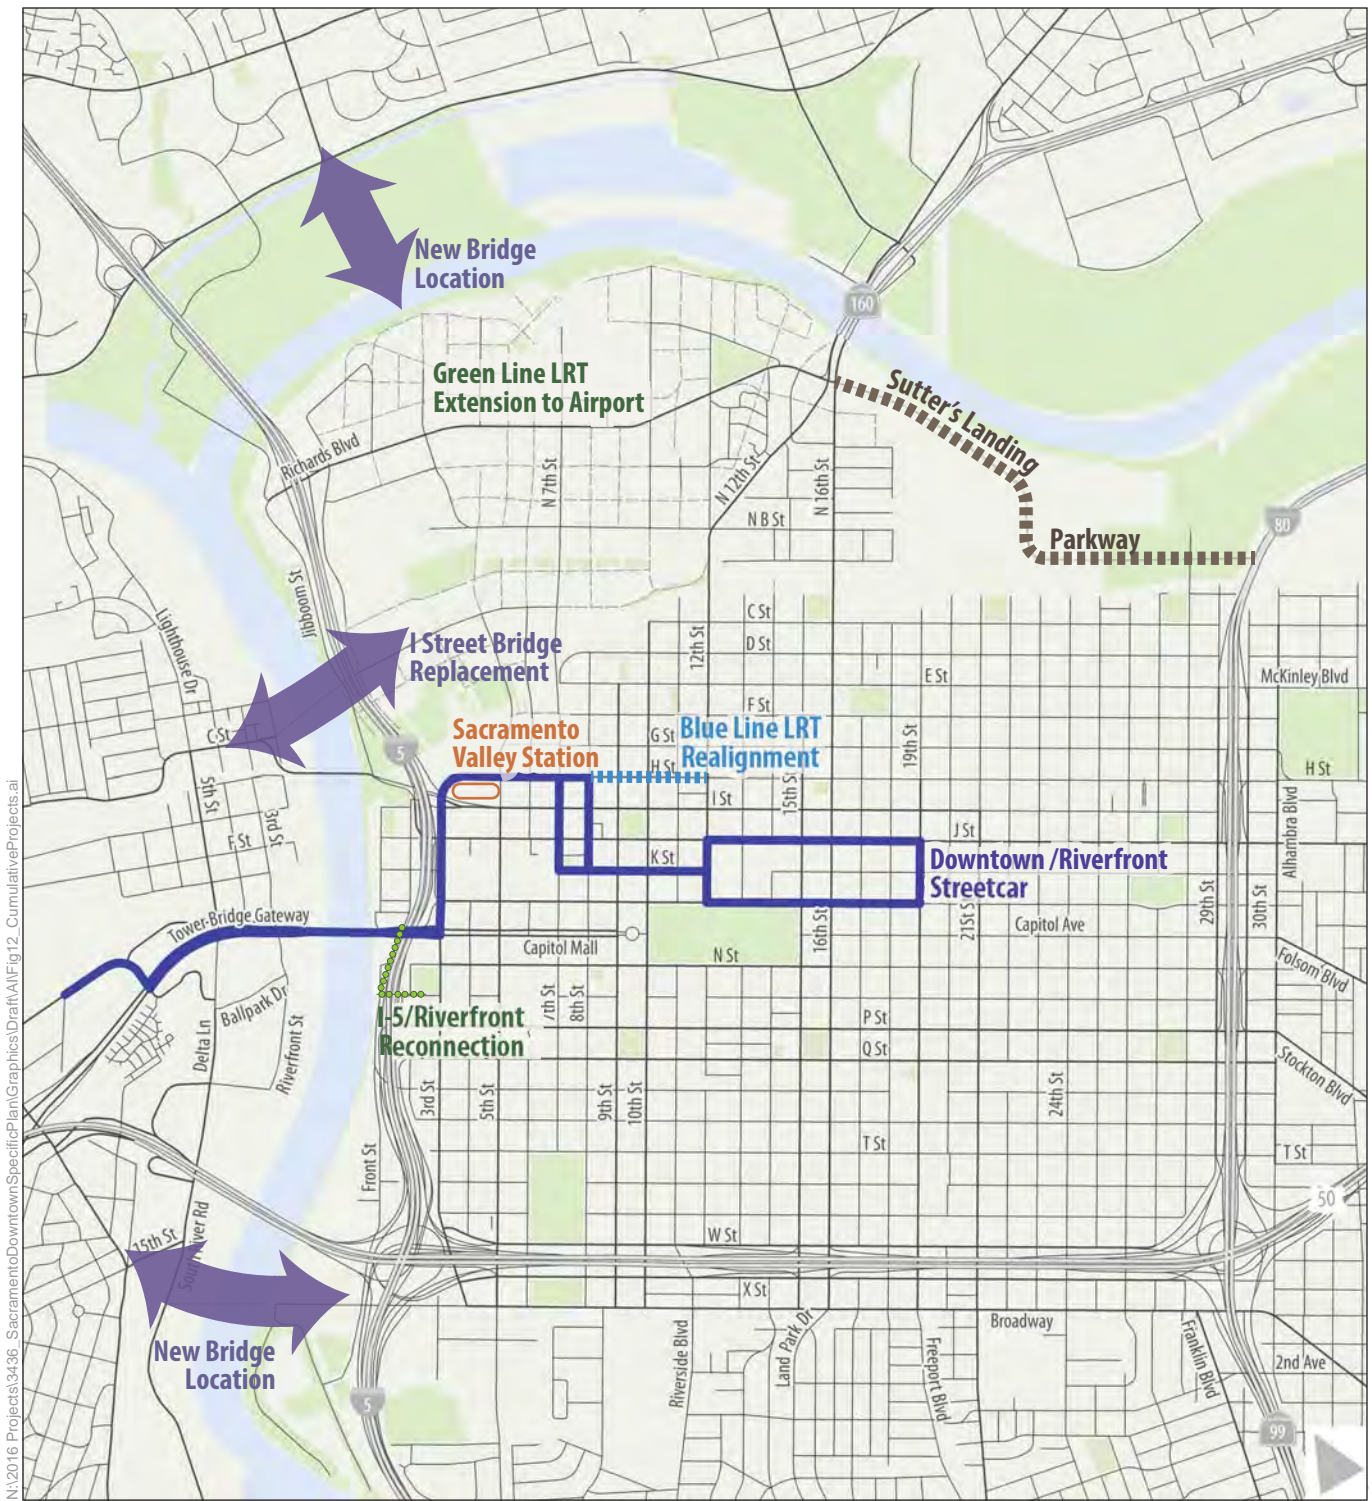 New Bridge
Location
160
Green Line LRT
Extension to Airport
Sutter's Landing
Parkway
Richards Blvd
N 7th St
N 12th St
N 16th St
N B St
80
Jibboom St
Lighthouse Dr
C St
D St
12th St
E St
McKinley Blvd
I Street Bridge
Replacement
F St
C St
G St
Blue Line LRT
Realignment
Sacramento
Valley Station
H St
19th St
H St
5
5th St
3rd St
F St
I St
15th St
J St
K St
Alhambra Blvd
Downtown /Riverfront
Streetcar
29th St
30th St
Tower-Bridge Gateway
Capitol Mall
16th St
21St S
Capitol Ave
N St
Folsom Blvd
Ballpark Dr
Delta Ln
Riverfront St
I-5/Riverfront
Reconnection
7th St
8th St
P St
Q St
Stockton Blvd
3rd St
5th St
9th St
10th St
24th St
T St
T St
Front St
50
15th St
South River Rd
W St
X St
Broadway
New Bridge
Location
Riverside Blvd
Land Park Dr
Freeport Blvd
Franklin Blvd
2nd Ave
5
99
N:\2016 Projects\3436_SacramentoDowntownSpecificPlan\Graphics\Draft\AI\Fig12_CumulativeProjects.ai